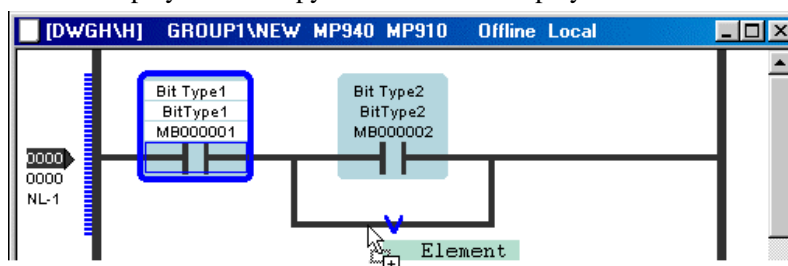 [DWGH\H] GROUP1\NEW MP940 MP910 Offline Local
Bit Type1
BitType1
MB000001
Bit Type2
BitType2
MB000002
0000
0000
NL-1
Element